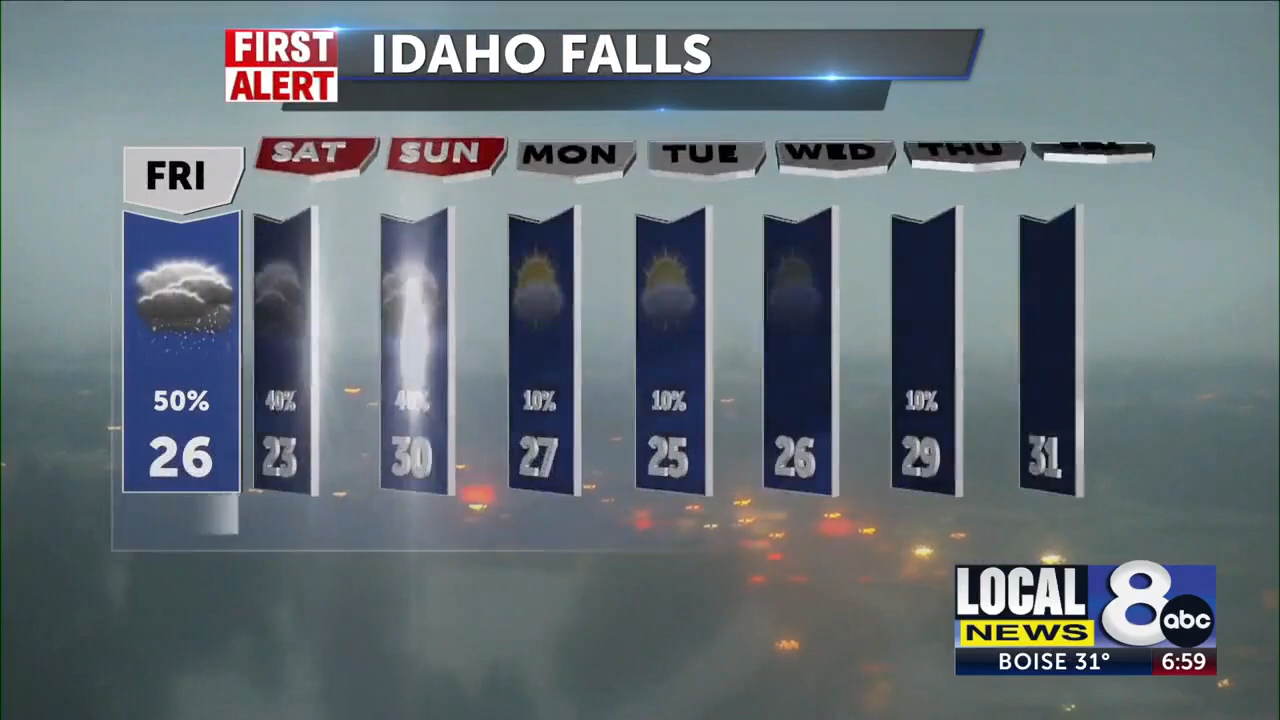 FIRST
ALERT
IDAHO FALLS
FRI
SAT
SUN
MON
TUE
WED
THU
50%
40%
40%
10%
10%
10%
26
23
30
27
25
26
29
31
LOCAL
NEWS
8
abc
BOISE 31°
6:59